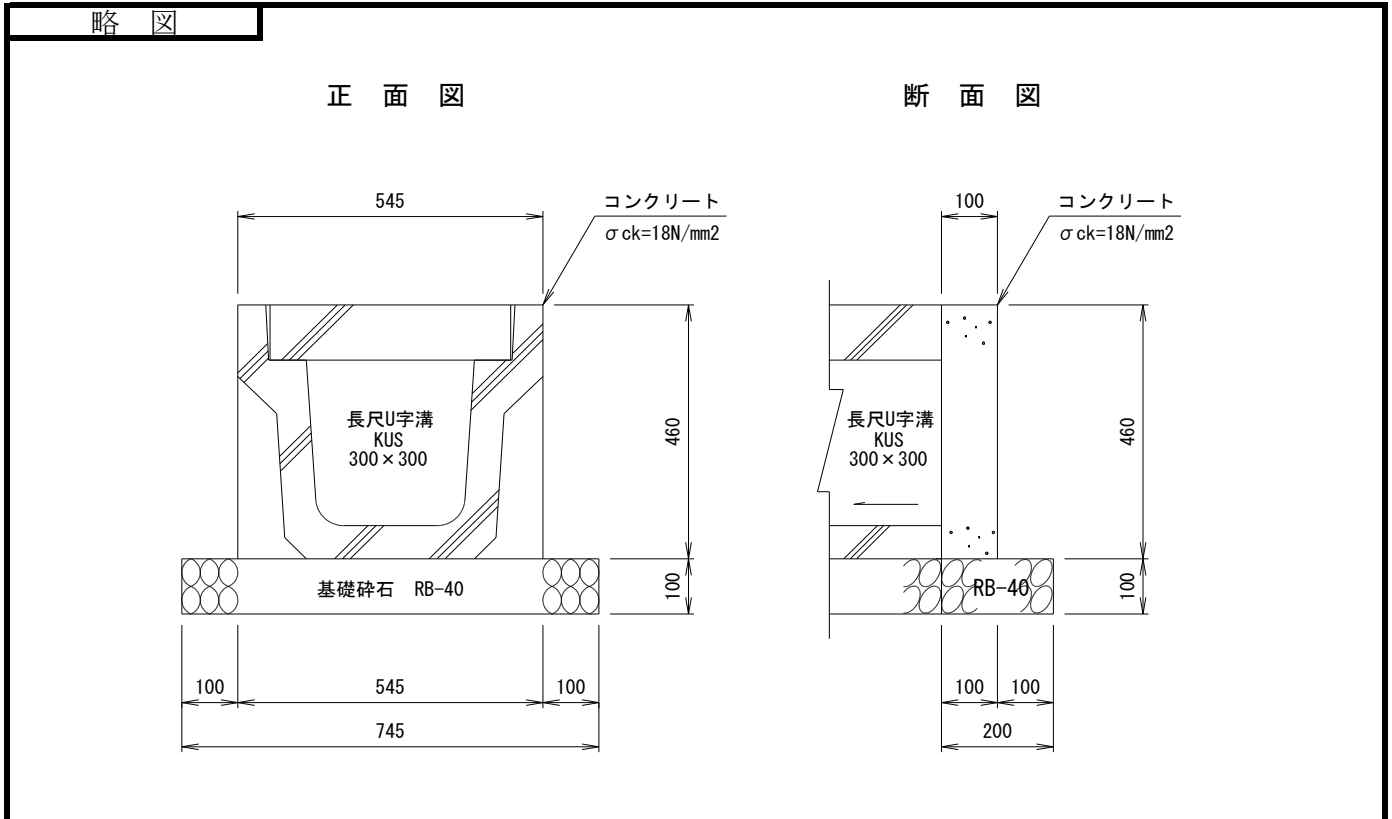 略 図
正 面 図
545
コンクリート
σck=18N/mm2
長尺U字溝
KUS
300×300
460
基礎砕石 RB-40
100
100
545
100
745
断 面 図
100
コンクリート
σck=18N/mm2
長尺U字溝
KUS
300×300
460
RB-40
100
100
100
200